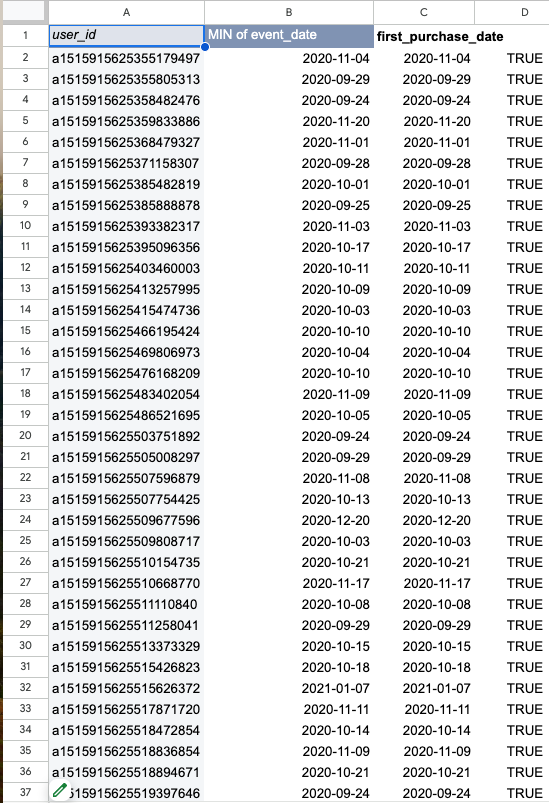 A B C D
1 user_id MIN of event_date first_purchase_date
2 a1515915625355179497 2020-11-04 2020-11-04 TRUE
3 a1515915625355805313 2020-09-29 2020-09-29 TRUE
4 a1515915625358482476 2020-09-24 2020-09-24 TRUE
5 a1515915625359833886 2020-11-20 2020-11-20 TRUE
6 a1515915625368479327 2020-11-01 2020-11-01 TRUE
7 a1515915625371158307 2020-09-28 2020-09-28 TRUE
8 a1515915625385482819 2020-10-01 2020-10-01 TRUE
9 a1515915625385888878 2020-09-25 2020-09-25 TRUE
10 a1515915625393382317 2020-11-03 2020-11-03 TRUE
11 a1515915625395096356 2020-10-17 2020-10-17 TRUE
12 a1515915625403460003 2020-10-11 2020-10-11 TRUE
13 a1515915625413257995 2020-10-09 2020-10-09 TRUE
14 a1515915625415474736 2020-10-03 2020-10-03 TRUE
15 a1515915625466195424 2020-10-10 2020-10-10 TRUE
16 a1515915625469806973 2020-10-04 2020-10-04 TRUE
17 a1515915625476168209 2020-10-10 2020-10-10 TRUE
18 a1515915625483402054 2020-11-09 2020-11-09 TRUE
19 a1515915625486521695 2020-10-05 2020-10-05 TRUE
20 a1515915625503751892 2020-09-24 2020-09-24 TRUE
21 a1515915625505008297 2020-09-29 2020-09-29 TRUE
22 a1515915625507596879 2020-11-08 2020-11-08 TRUE
23 a1515915625507754425 2020-10-13 2020-10-13 TRUE
24 a1515915625509677596 2020-12-20 2020-12-20 TRUE
25 a1515915625509808717 2020-10-03 2020-10-03 TRUE
26 a1515915625510154735 2020-10-21 2020-10-21 TRUE
27 a1515915625510668770 2020-11-17 2020-11-17 TRUE
28 a1515915625511110840 2020-10-08 2020-10-08 TRUE
29 a1515915625511258041 2020-09-29 2020-09-29 TRUE
30 a1515915625513373329 2020-10-15 2020-10-15 TRUE
31 a1515915625515426823 2020-10-18 2020-10-18 TRUE
32 a1515915625515626372 2021-01-07 2021-01-07 TRUE
33 a1515915625517871720 2020-11-11 2020-11-11 TRUE
34 a1515915625518472854 2020-10-14 2020-10-14 TRUE
35 a1515915625518836854 2020-11-09 2020-11-09 TRUE
36 a1515915625518894671 2020-10-21 2020-10-21 TRUE
37 2020-09-24 2020-09-24 TRUE